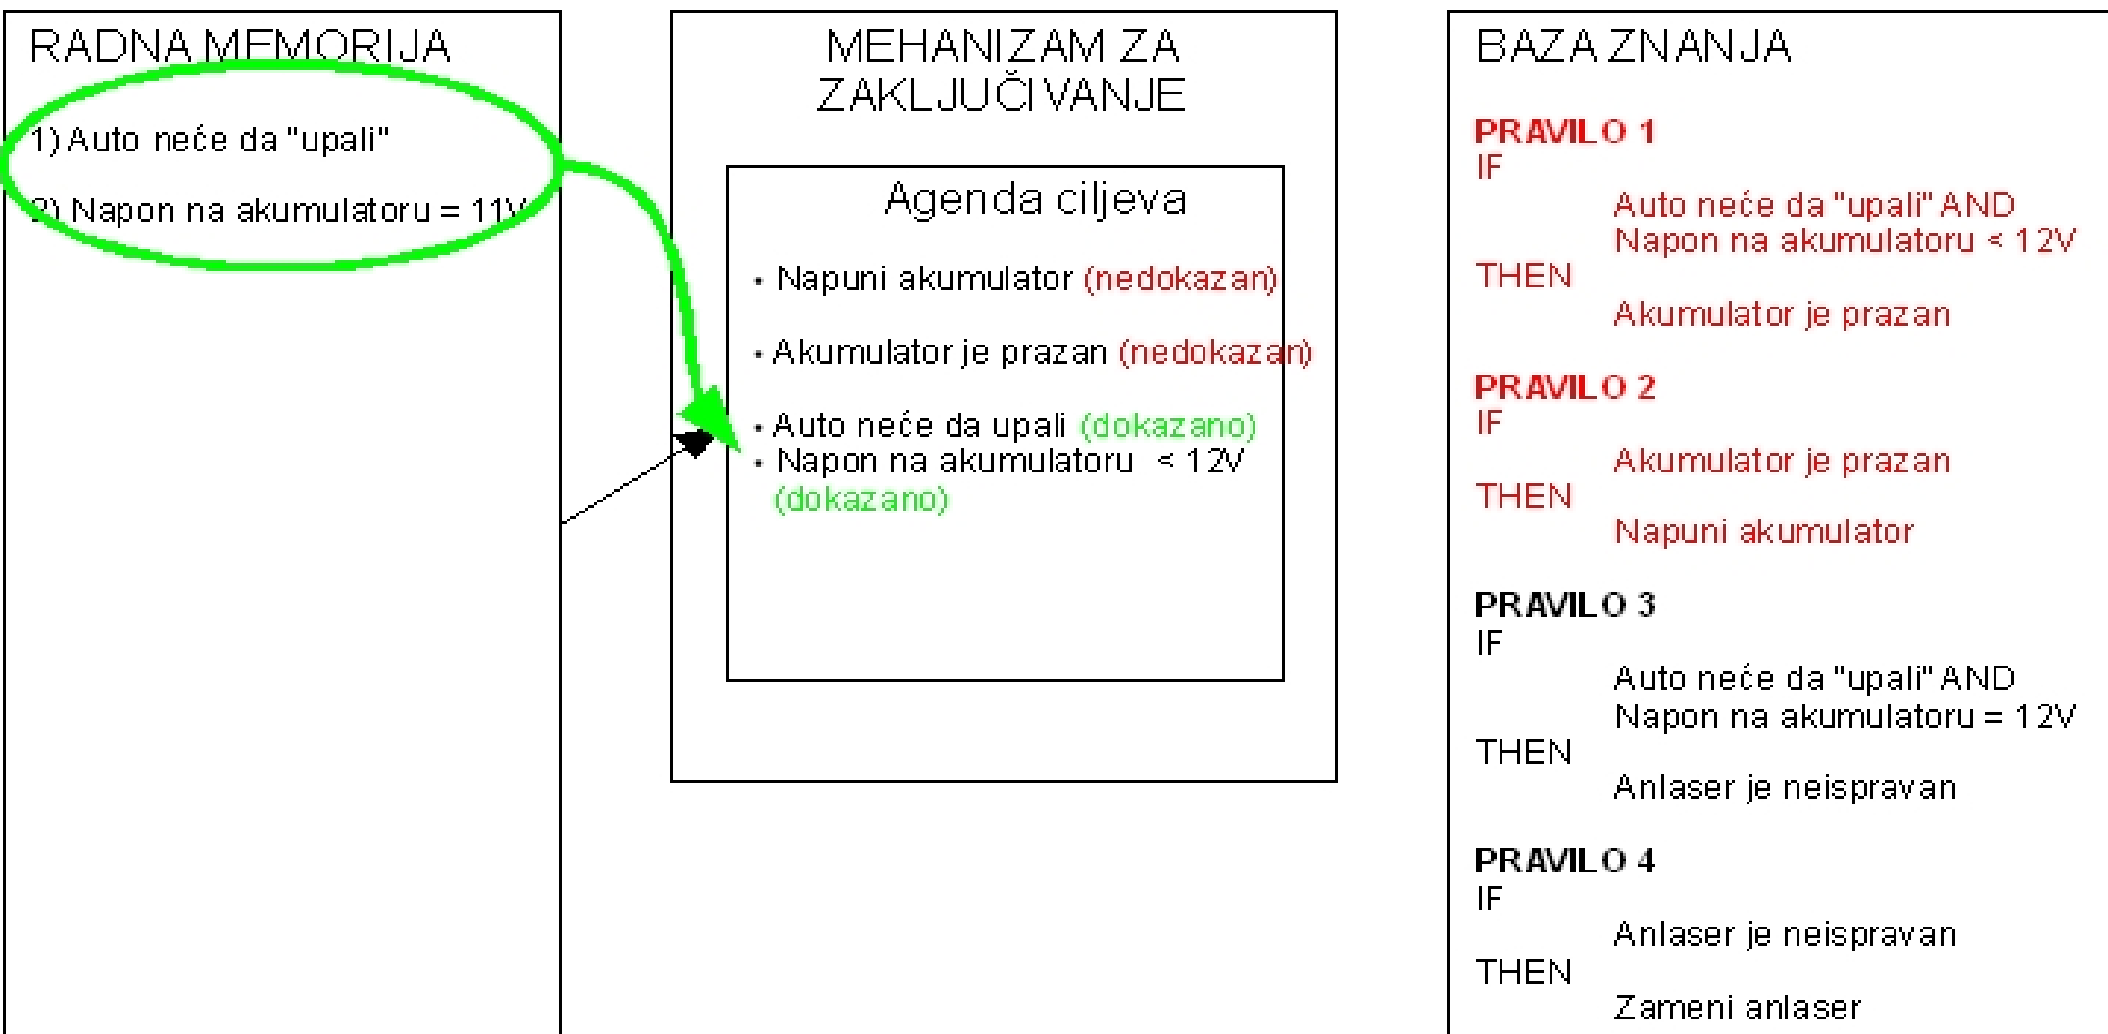 RADNA MEMORIJA
1) Auto neće da "upali"
2) Napon na akumulatoru = 11V
MEHANIZAM ZA
ZAKLJUČIVANJE
Agenda ciljeva
• Napuni akumulator (nedokazan)
• Akumulator je prazan (nedokazan)
• Auto neće da upali (dokazano)
• Napon na akumulatoru < 12V
(dokazano)
BAZA ZNANJA
PRAVILO 1
IF
Auto neće da "upali" AND
Napon na akumulatoru < 12V
THEN
Akumulator je prazan
PRAVILO 2
IF
Akumulator je prazan
THEN
Napuni akumulator
PRAVILO 3
IF
Auto neće da "upali" AND
Napon na akumulatoru = 12V
THEN
Anlaser je neispravan
PRAVILO 4
IF
Anlaser je neispravan
THEN
Zameni anlaser